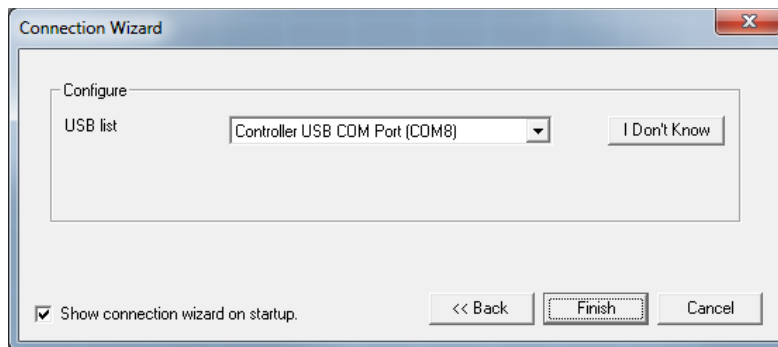 Connection Wizard
Configure
USB list
Controller USB COM Port (COM8)
I Don't Know
Show connection wizard on startup.
<< Back
Finish
Cancel